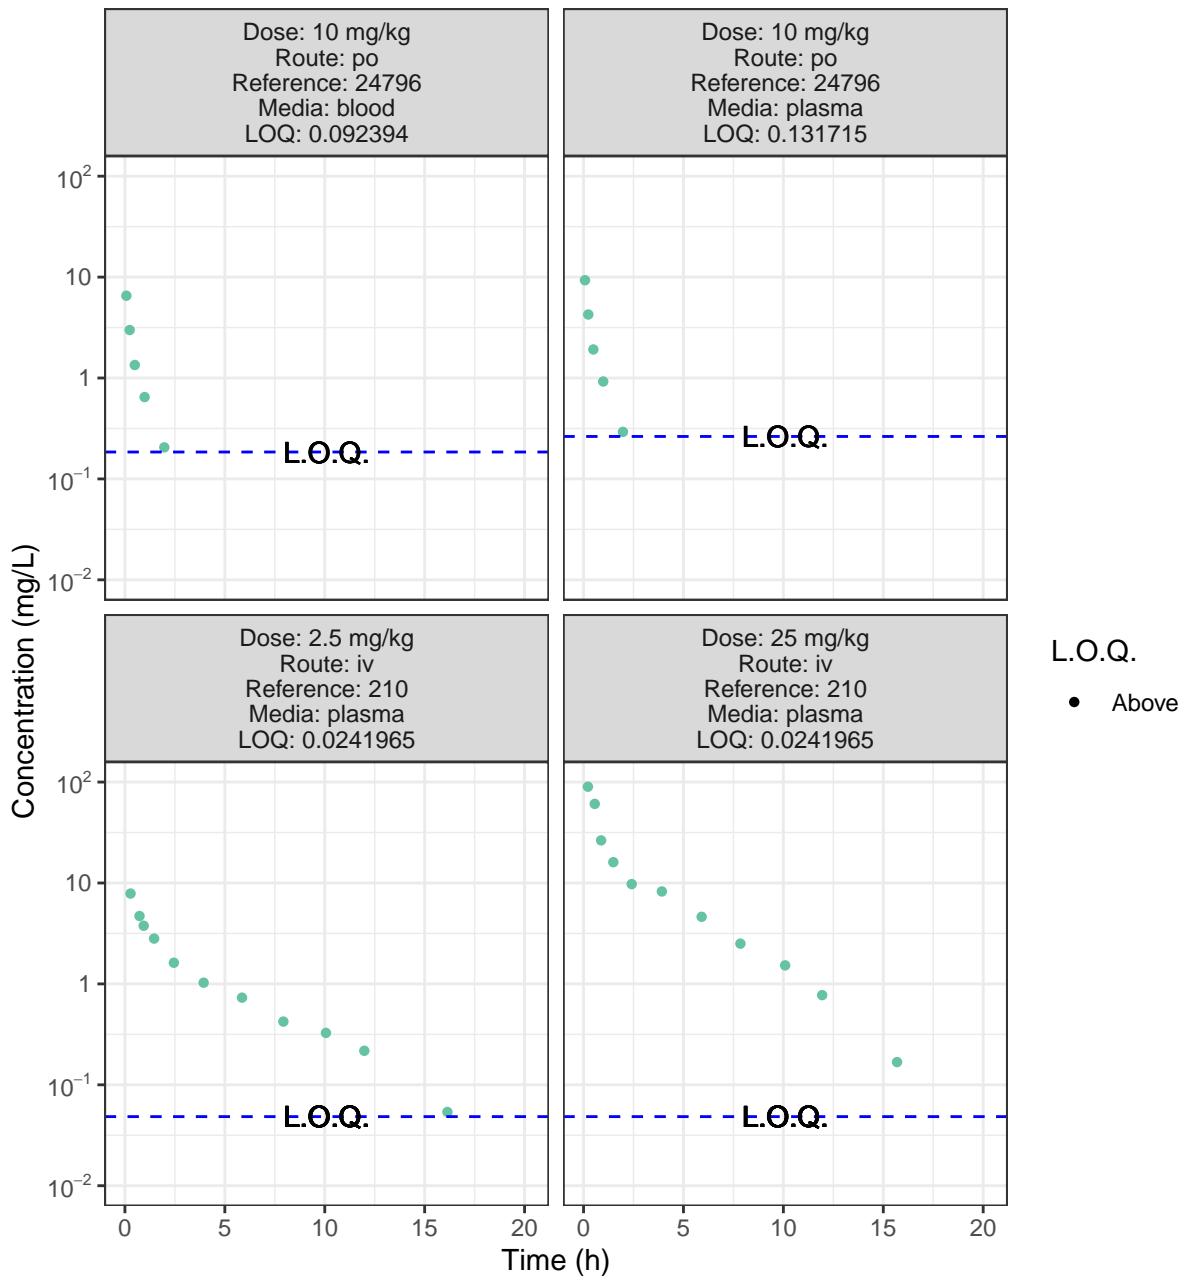 Dose: 10 mg/kg
Route: po
Reference: 24796
Media: blood
LOQ: 0.092394
Dose: 10 mg/kg
Route: po
Reference: 24796
Media: plasma
LOQ: 0.131715
10²
10
1
10⁻¹
10⁻²
L.O.Q.
L.O.Q.
Dose: 2.5 mg/kg
Route: iv
Reference: 210
Media: plasma
LOQ: 0.0241965
Dose: 25 mg/kg
Route: iv
Reference: 210
Media: plasma
LOQ: 0.0241965
10²
10
1
10⁻¹
10⁻²
L.O.Q.
L.O.Q.
0 5 10 15 20
0 5 10 15 20
Time (h)
Concentration (mg/L)
L.O.Q.
Above